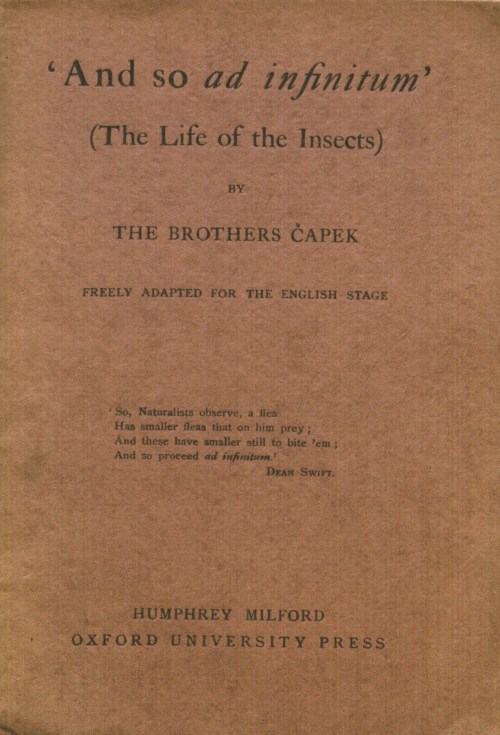 ‘And so ad infinitum’
(The Life of the Insects)
BY
THE BROTHERS ČAPEK
FREELY ADAPTED FOR THE ENGLISH STAGE
‘So, Naturalists observe, a flea
Has smaller fleas that on him prey;
And these have smaller still to bite ’em;
And so proceed ad infinitum.’
Dean Swift.
HUMPHREY MILFORD
OXFORD UNIVERSITY PRESS